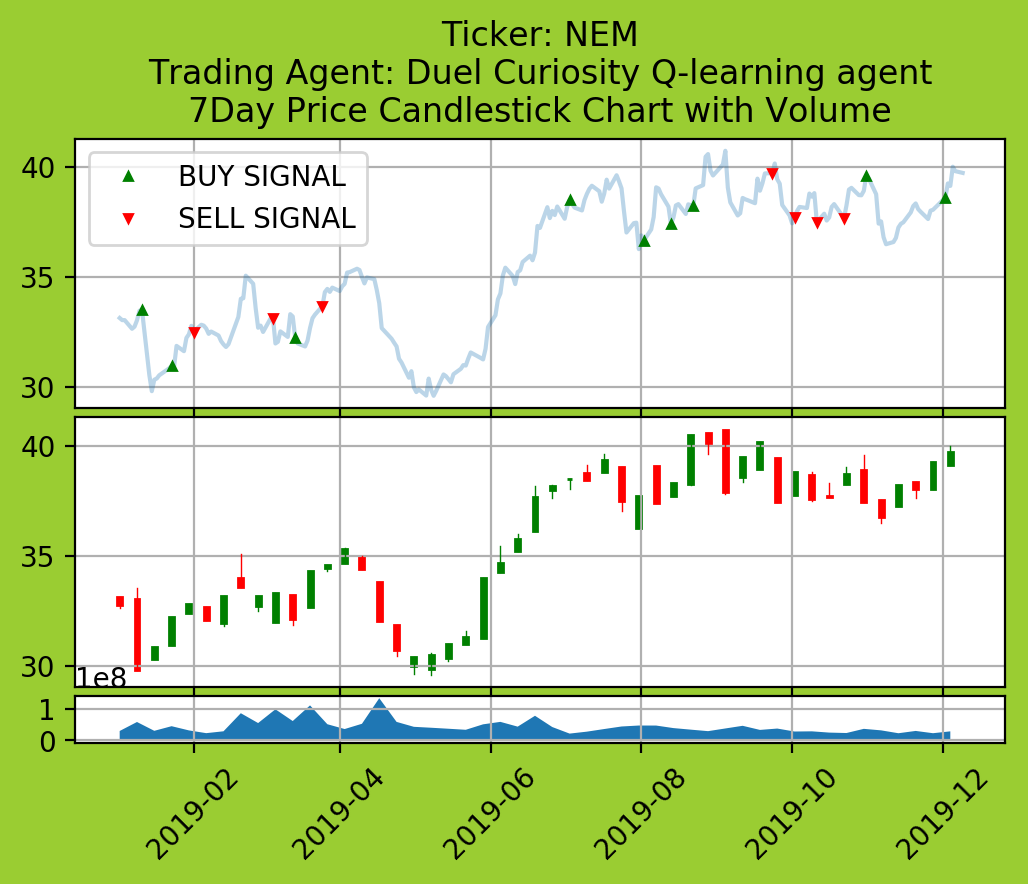 Ticker: NEM
Trading Agent: Duel Curiosity Q-learning agent
7Day Price Candlestick Chart with Volume
BUY SIGNAL
SELL SIGNAL
40
35
30
40
35
30
1e8
1
0
2019-02
2019-04
2019-06
2019-08
2019-10
2019-12